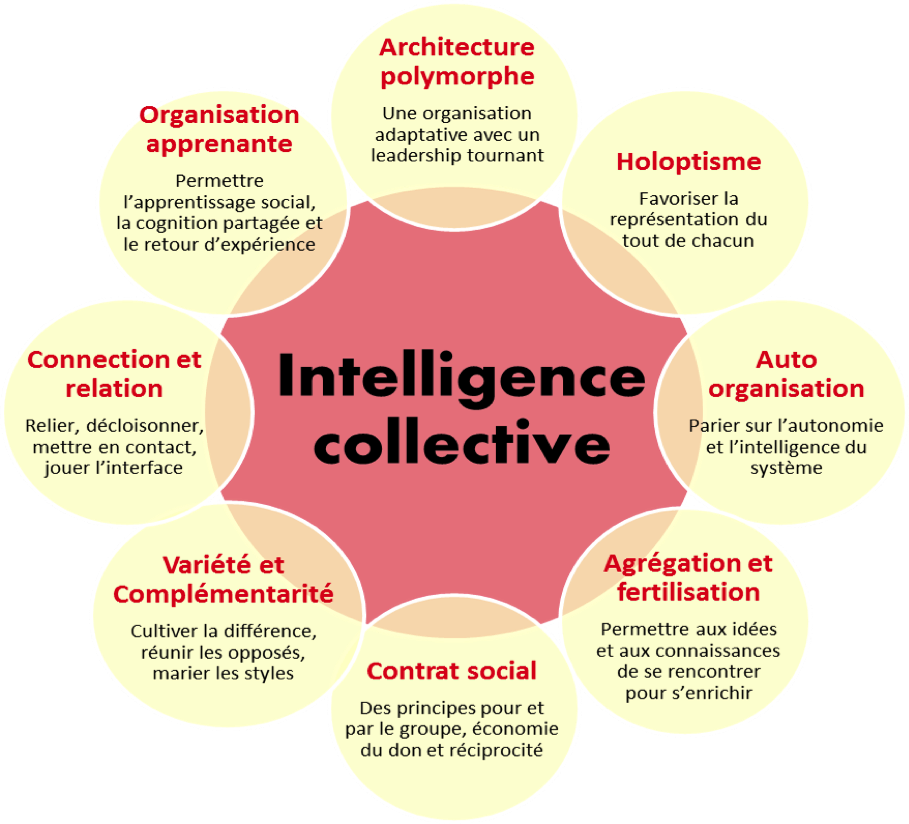 Architecture
polymorphe
Une organisation
adaptative avec un
leadership tournant
Holoptisme
Favoriser la
représentation du
tout de chacun
Auto
organisation
Parier sur l'autonomie
et l'intelligence du
système
Agrégation et
fertilisation
Permettre aux idées
et aux connaissances
de se rencontrer
pour s'enrichir
Contrat social
Des principes pour et
par le groupe, économie
du don et réciprocité
Variété et
Complémentarité
Cultiver la différence,
réunir les opposés,
marier les styles
Connection et
relation
Relier, décloisonner,
mettre en contact,
jouer l'interface
Organisation
apprenante
Permettre
l'apprentissage social,
la cognition partagée et
le retour d'expérience
Intelligence
collective